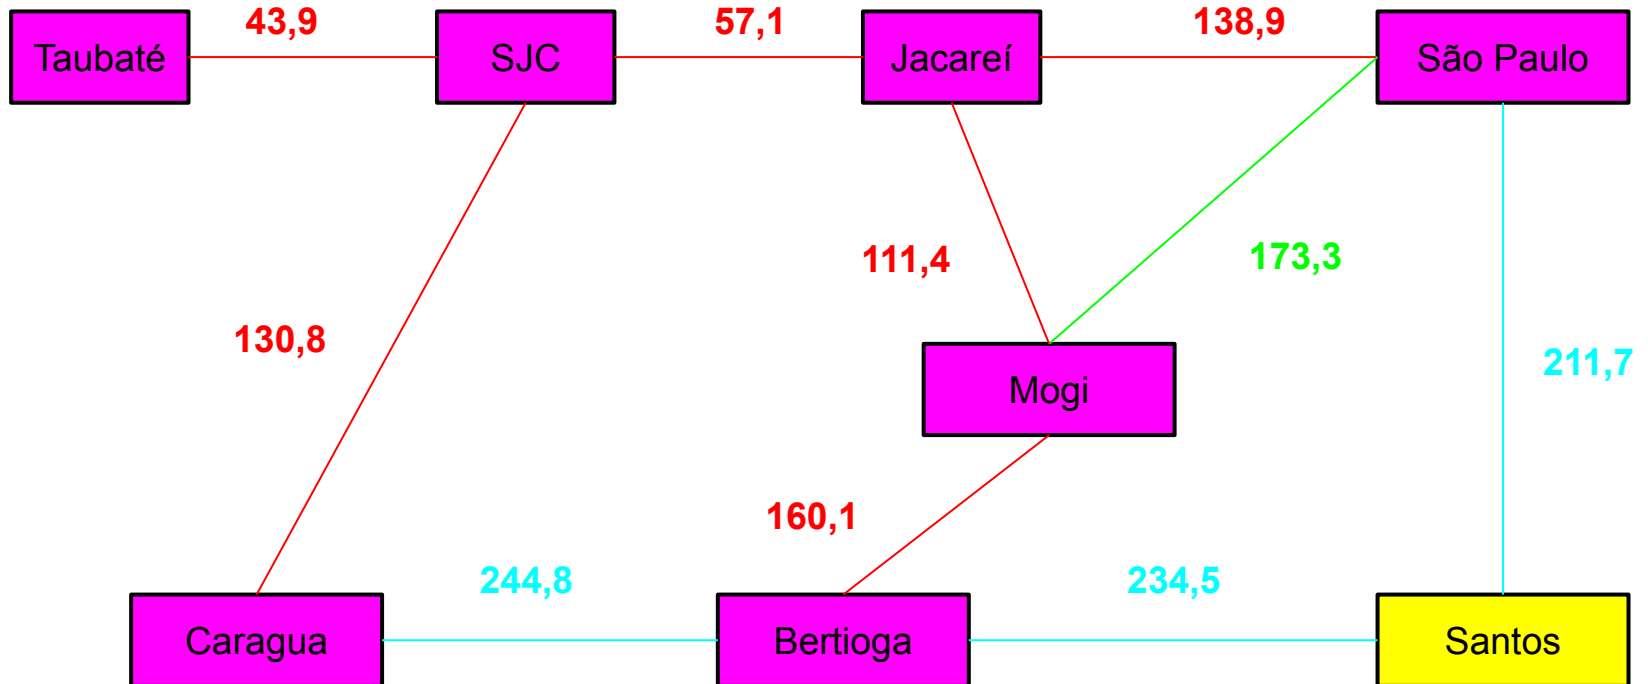 43,9
57,1
138,9
Taubaté
SJC
Jacareí
São Paulo
111,4
173,3
130,8
211,7
Mogi
160,1
244,8
234,5
Caragua
Bertioga
Santos